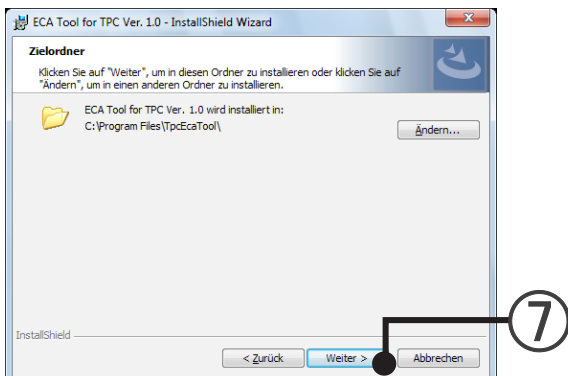 ECA Tool for TPC Ver. 1.0 - InstallShield Wizard
Zielordner
Klicken Sie auf "Weiter", um in diesen Ordner zu installieren oder klicken Sie auf
"Ändern", um in einen anderen Ordner zu installieren.
ECA Tool for TPC Ver. 1.0 wird installiert in:
C:\Program Files\TpcEcaTool\
Ändern...
InstallShield
< Zurück Weiter > Abbrechen
⑦